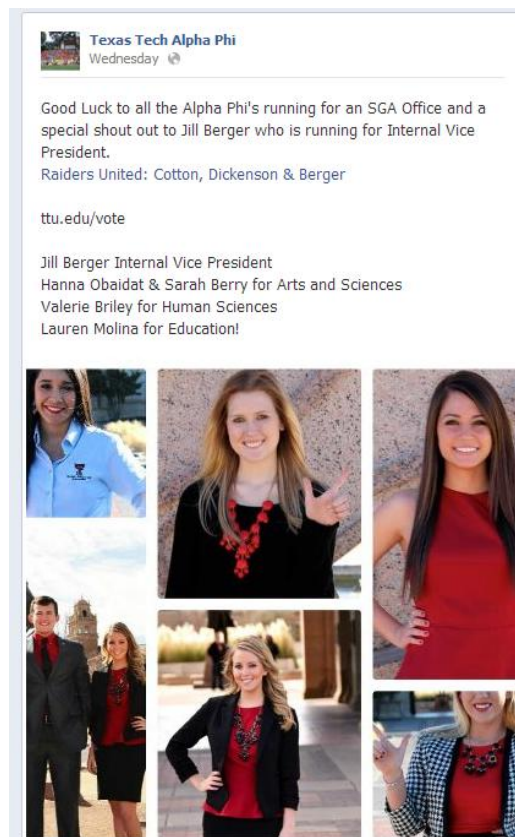 Texas Tech Alpha Phi
Wednesday
Good Luck to all the Alpha Phi's running for an SGA Office and a
special shout out to Jill Berger who is running for Internal Vice
President.
Raiders United: Cotton, Dickenson & Berger
ttu.edu/vote
Jill Berger Internal Vice President
Hanna Obaidat & Sarah Berry for Arts and Sciences
Valerie Briley for Human Sciences
Lauren Molina for Education!